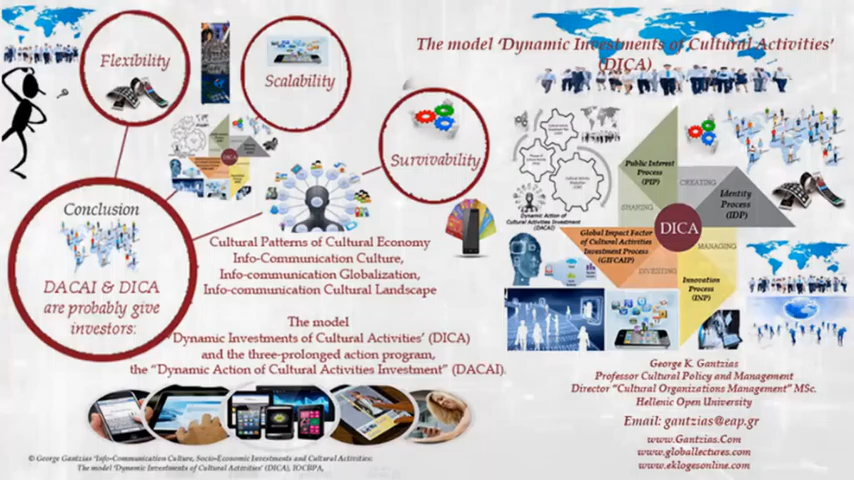 Flexibility
Scalability
Survivability
DICA
Conclusion
DACAI & DICA
are probably give
investors:
Cultural Patterns of Cultural Economy
Info-Communication Culture,
Info-communication Globalization,
Info-communication Cultural Landscape
The model
'Dynamic Investments of Cultural Activities' (DICA)
and the three-prolonged action program,
the "Dynamic Action of Cultural Activities Investment" (DACAI).
© George Gantzias 'Info-Communication Culture, Socio-Economic Investments and Cultural Activities:
The model 'Dynamic Investments of Cultural Activities' (DICA), IOCBPA,
The model 'Dynamic Investments of Cultural Activities'
(DICA)
Public Interest
Process
(PIP)
CREATING
Identity
Process
(IDP)
SHARING
Dynamic Action of
Cultural Activities Investment
(DACAI)
DICA
Global Impact Factor
of Cultural Activities
Investment Process
(GIFCAIP)
MANAGING
DIVESTING
Innovation
Process
(INP)
George K. Gantzias
Professor Cultural Policy and Management
Director "Cultural Organizations Management" MSc.
Hellenic Open University
Email: gantzias@eap.gr
www.Gantzias.Com
www.globallectures.com
www.eklogesonline.com